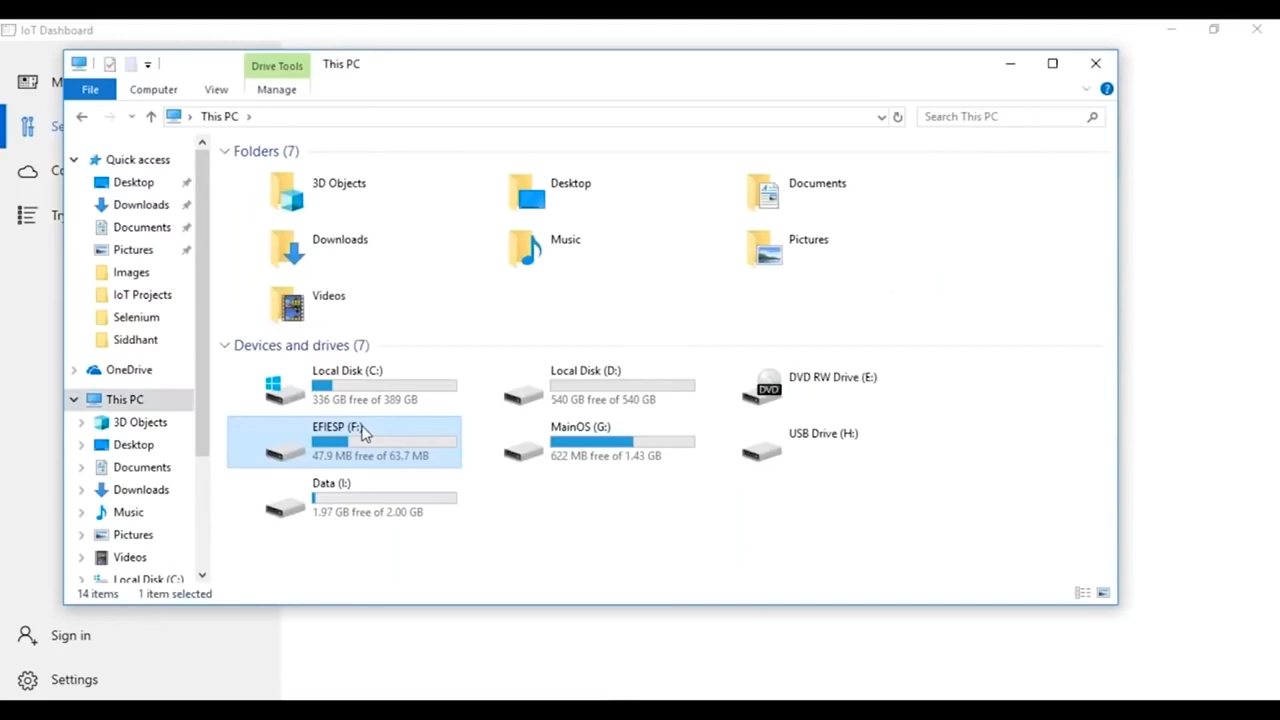 IoT Dashboard
This PC
Drive Tools
File
Computer
View
Manage
This PC
Search This PC
M
Se
Co
Tr
Sign in
Settings
Quick access
Desktop
Downloads
Documents
Pictures
Images
IoT Projects
Selenium
Siddhant
OneDrive
This PC
3D Objects
Desktop
Documents
Downloads
Music
Pictures
Videos
Local Disk (C:)
Folders (7)
3D Objects
Desktop
Documents
Downloads
Music
Pictures
Videos
Devices and drives (7)
Local Disk (C:)
336 GB free of 389 GB
Local Disk (D:)
540 GB free of 540 GB
DVD
DVD RW Drive (E:)
EFIESP (F:)
47.9 MB free of 63.7 MB
MainOS (G:)
622 MB free of 1.43 GB
USB Drive (H:)
Data (I:)
1.97 GB free of 2.00 GB
14 items
1 item selected